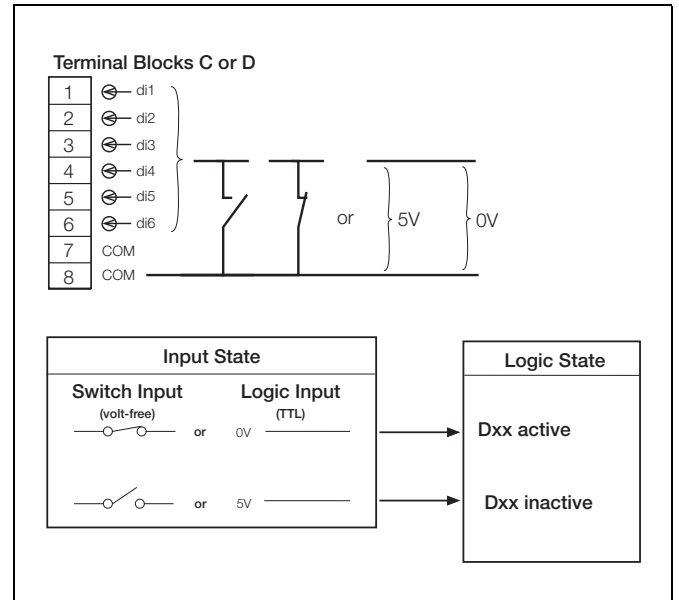 Terminal Blocks C or D
1 di1
2 di2
3 di3
4 di4
5 di5
6 di6
7 COM
8 COM
or 5V 0V
Input State
Switch Input Logic Input
(volt-free) (TTL)
or 0V
or 5V
Logic State
Dxx active
Dxx inactive